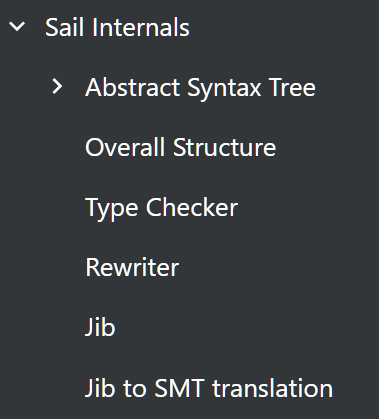 Sail Internals
Abstract Syntax Tree
Overall Structure
Type Checker
Rewriter
Jib
Jib to SMT translation